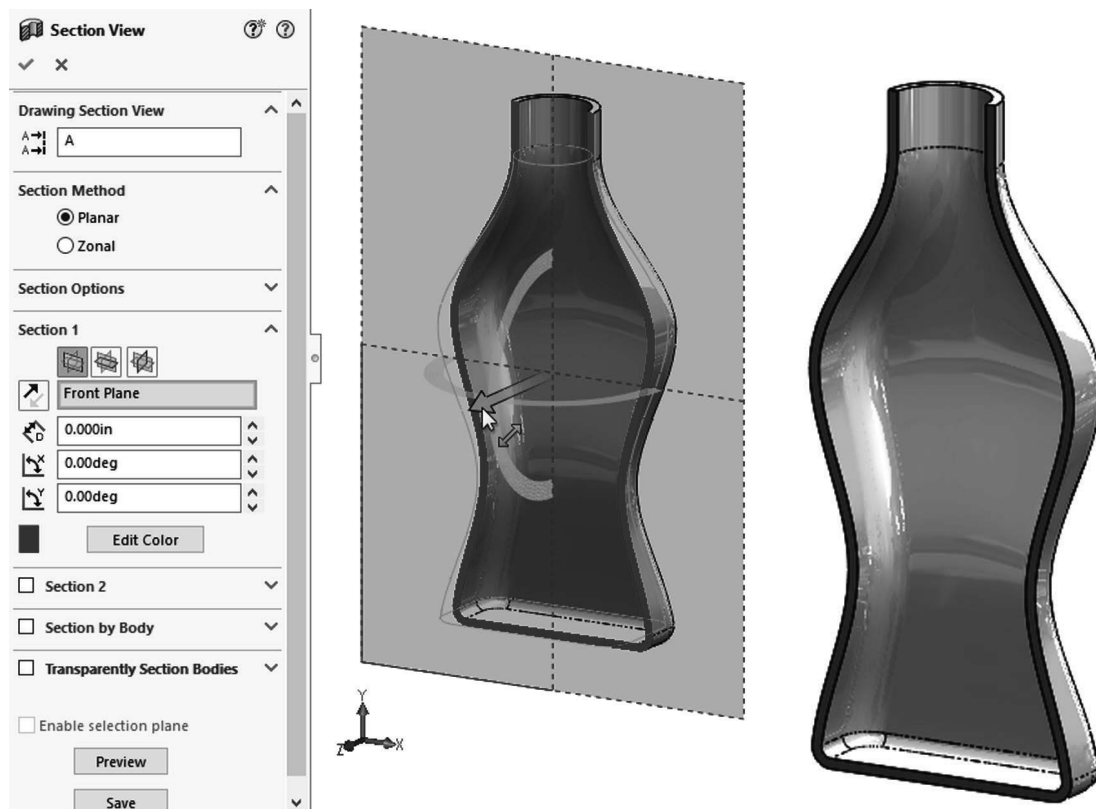 Section View
Drawing Section View
A
Section Method
Planar
Zonal
Section Options
Section 1
Front Plane
0.000in
0.00deg
0.00deg
Edit Color
Section 2
Section by Body
Transparently Section Bodies
Enable selection plane
Preview
Save
Y
Z
X